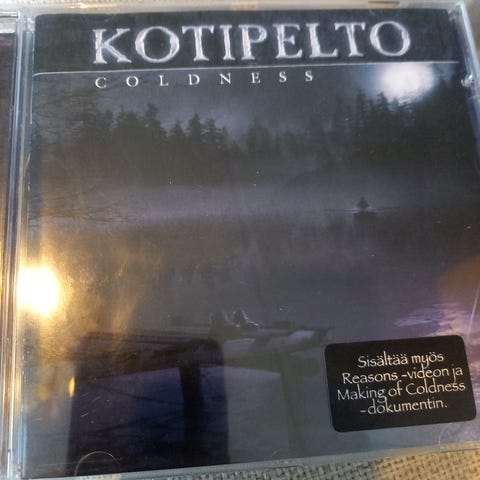 KOTIPELTO
COLDNESS
Sisältää myös
Reasons -videon ja
Making of Coldness
-dokumentin.